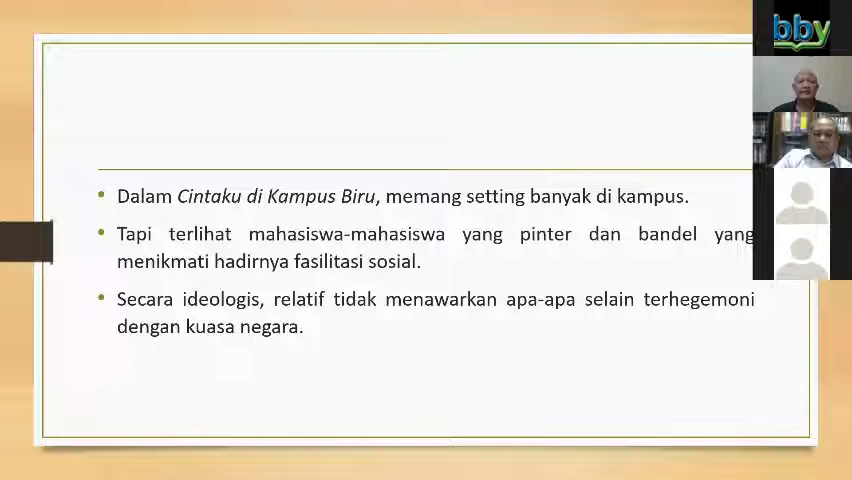 bby
Dalam Cintaku di Kampus Biru, memang setting banyak di kampus.
Tapi terlihat mahasiswa-mahasiswa yang pinter dan bandel yang
menikmati hadirnya fasilitasi sosial.
Secara ideologis, relatif tidak menawarkan apa-apa selain terhegemoni
dengan kuasa negara.